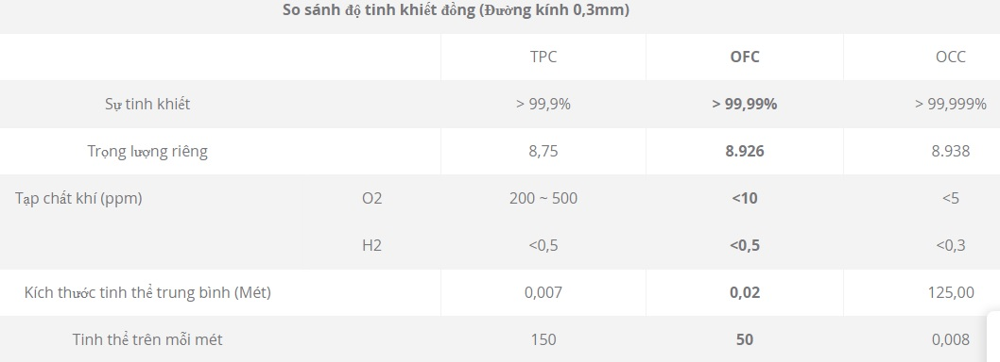 So sánh độ tinh khiết đồng (Đường kính 0,3mm)
TPC OFC OCC
Sự tinh khiết > 99,9% > 99,99% > 99,999%
Trọng lượng riêng 8,75 8.926 8.938
Tạp chất khí (ppm) O2 200 ~ 500 <10 <5
H2 <0,5 <0,5 <0,3
Kích thước tinh thể trung bình (Mét) 0,007 0,02 125,00
Tinh thể trên mỗi mét 150 50 0,008